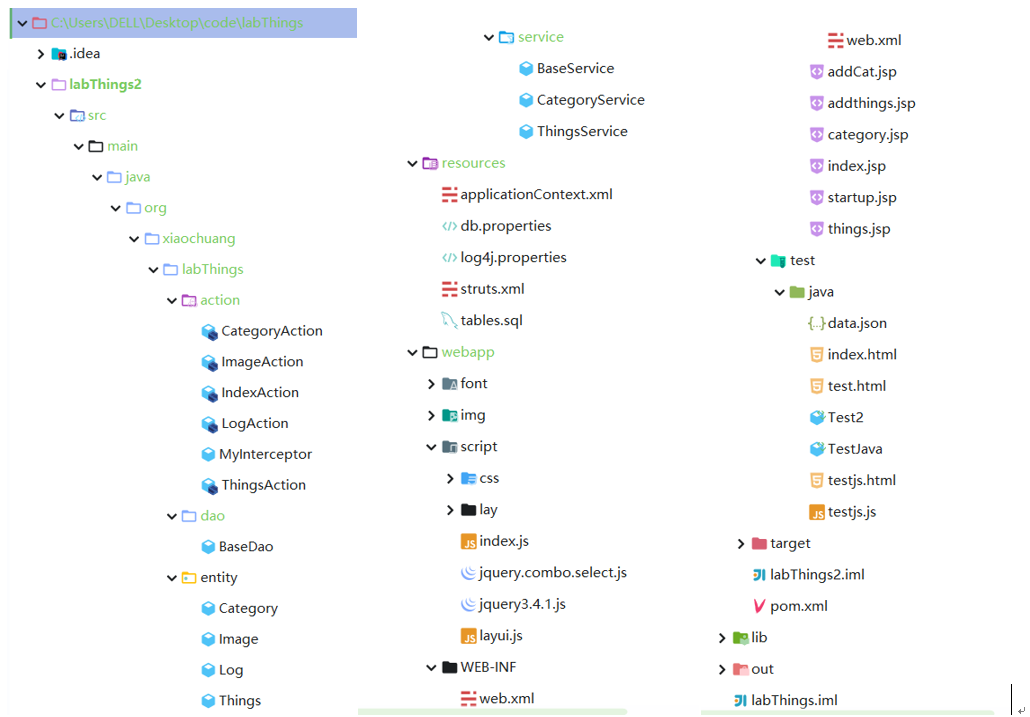 C:\Users\DELL\Desktop\code\labThings
.idea
labThings2
src
main
java
org
xiaochuang
labThings
action
CategoryAction
ImageAction
IndexAction
LogAction
MyInterceptor
ThingsAction
dao
BaseDao
entity
Category
Image
Log
Things
service
BaseService
CategoryService
ThingsService
resources
applicationContext.xml
db.properties
log4j.properties
struts.xml
tables.sql
webapp
font
img
script
css
lay
index.js
jquery.combo.select.js
jquery3.4.1.js
layui.js
WEB-INF
web.xml
web.xml
addCat.jsp
addthings.jsp
category.jsp
index.jsp
startup.jsp
things.jsp
test
java
data.json
index.html
test.html
Test2
TestJava
testjs.html
testjs.js
target
labThings2.iml
pom.xml
lib
out
labThings.iml